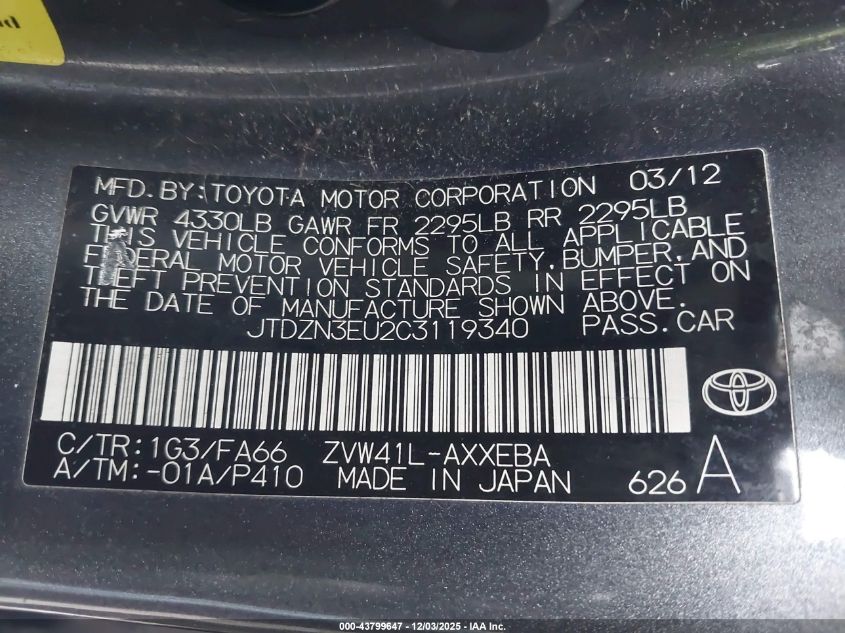 MFD.BY:TOYOTA MOTOR CORPORATION 03/12
GVWR 4330LB GAWR FR 2295LB RR 2295LB
THIS VEHICLE CONFORMS TO ALL APPLICABLE
FEDERAL MOTOR VEHICLE SAFETY,BUMPER,AND
THEFT PREVENTION STANDARDS IN EFFECT ON
THE DATE OF MANUFACTURE SHOWN ABOVE.
JTDZN3EU2C3119340 PASS.CAR
C/TR:1G3/FA66 ZVW41L-AXXEBA
A/TM:-01A/P410 MADE IN JAPAN 626 A
000-43799647 - 12/03/2025 - IAA Inc.